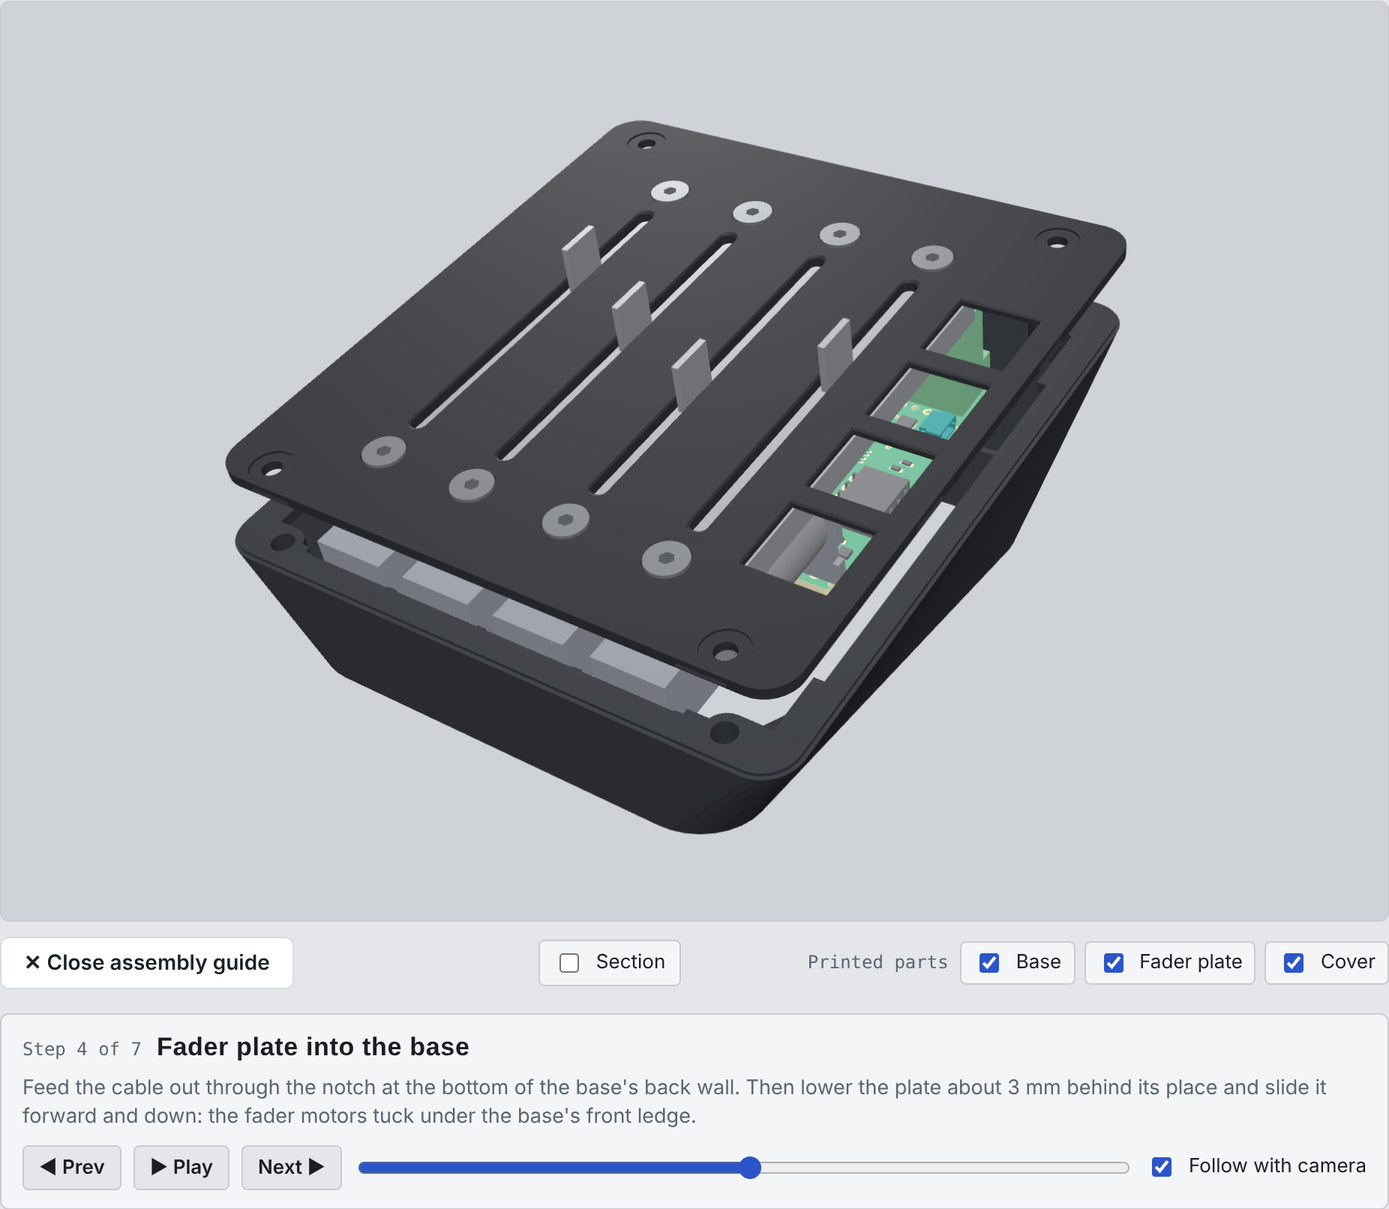 ✕ Close assembly guide
Section
Printed parts
Base
Fader plate
Cover
Step 4 of 7 Fader plate into the base
Feed the cable out through the notch at the bottom of the base's back wall. Then lower the plate about 3 mm behind its place and slide it
forward and down: the fader motors tuck under the base's front ledge.
◀ Prev
▶ Play
Next ▶
Follow with camera